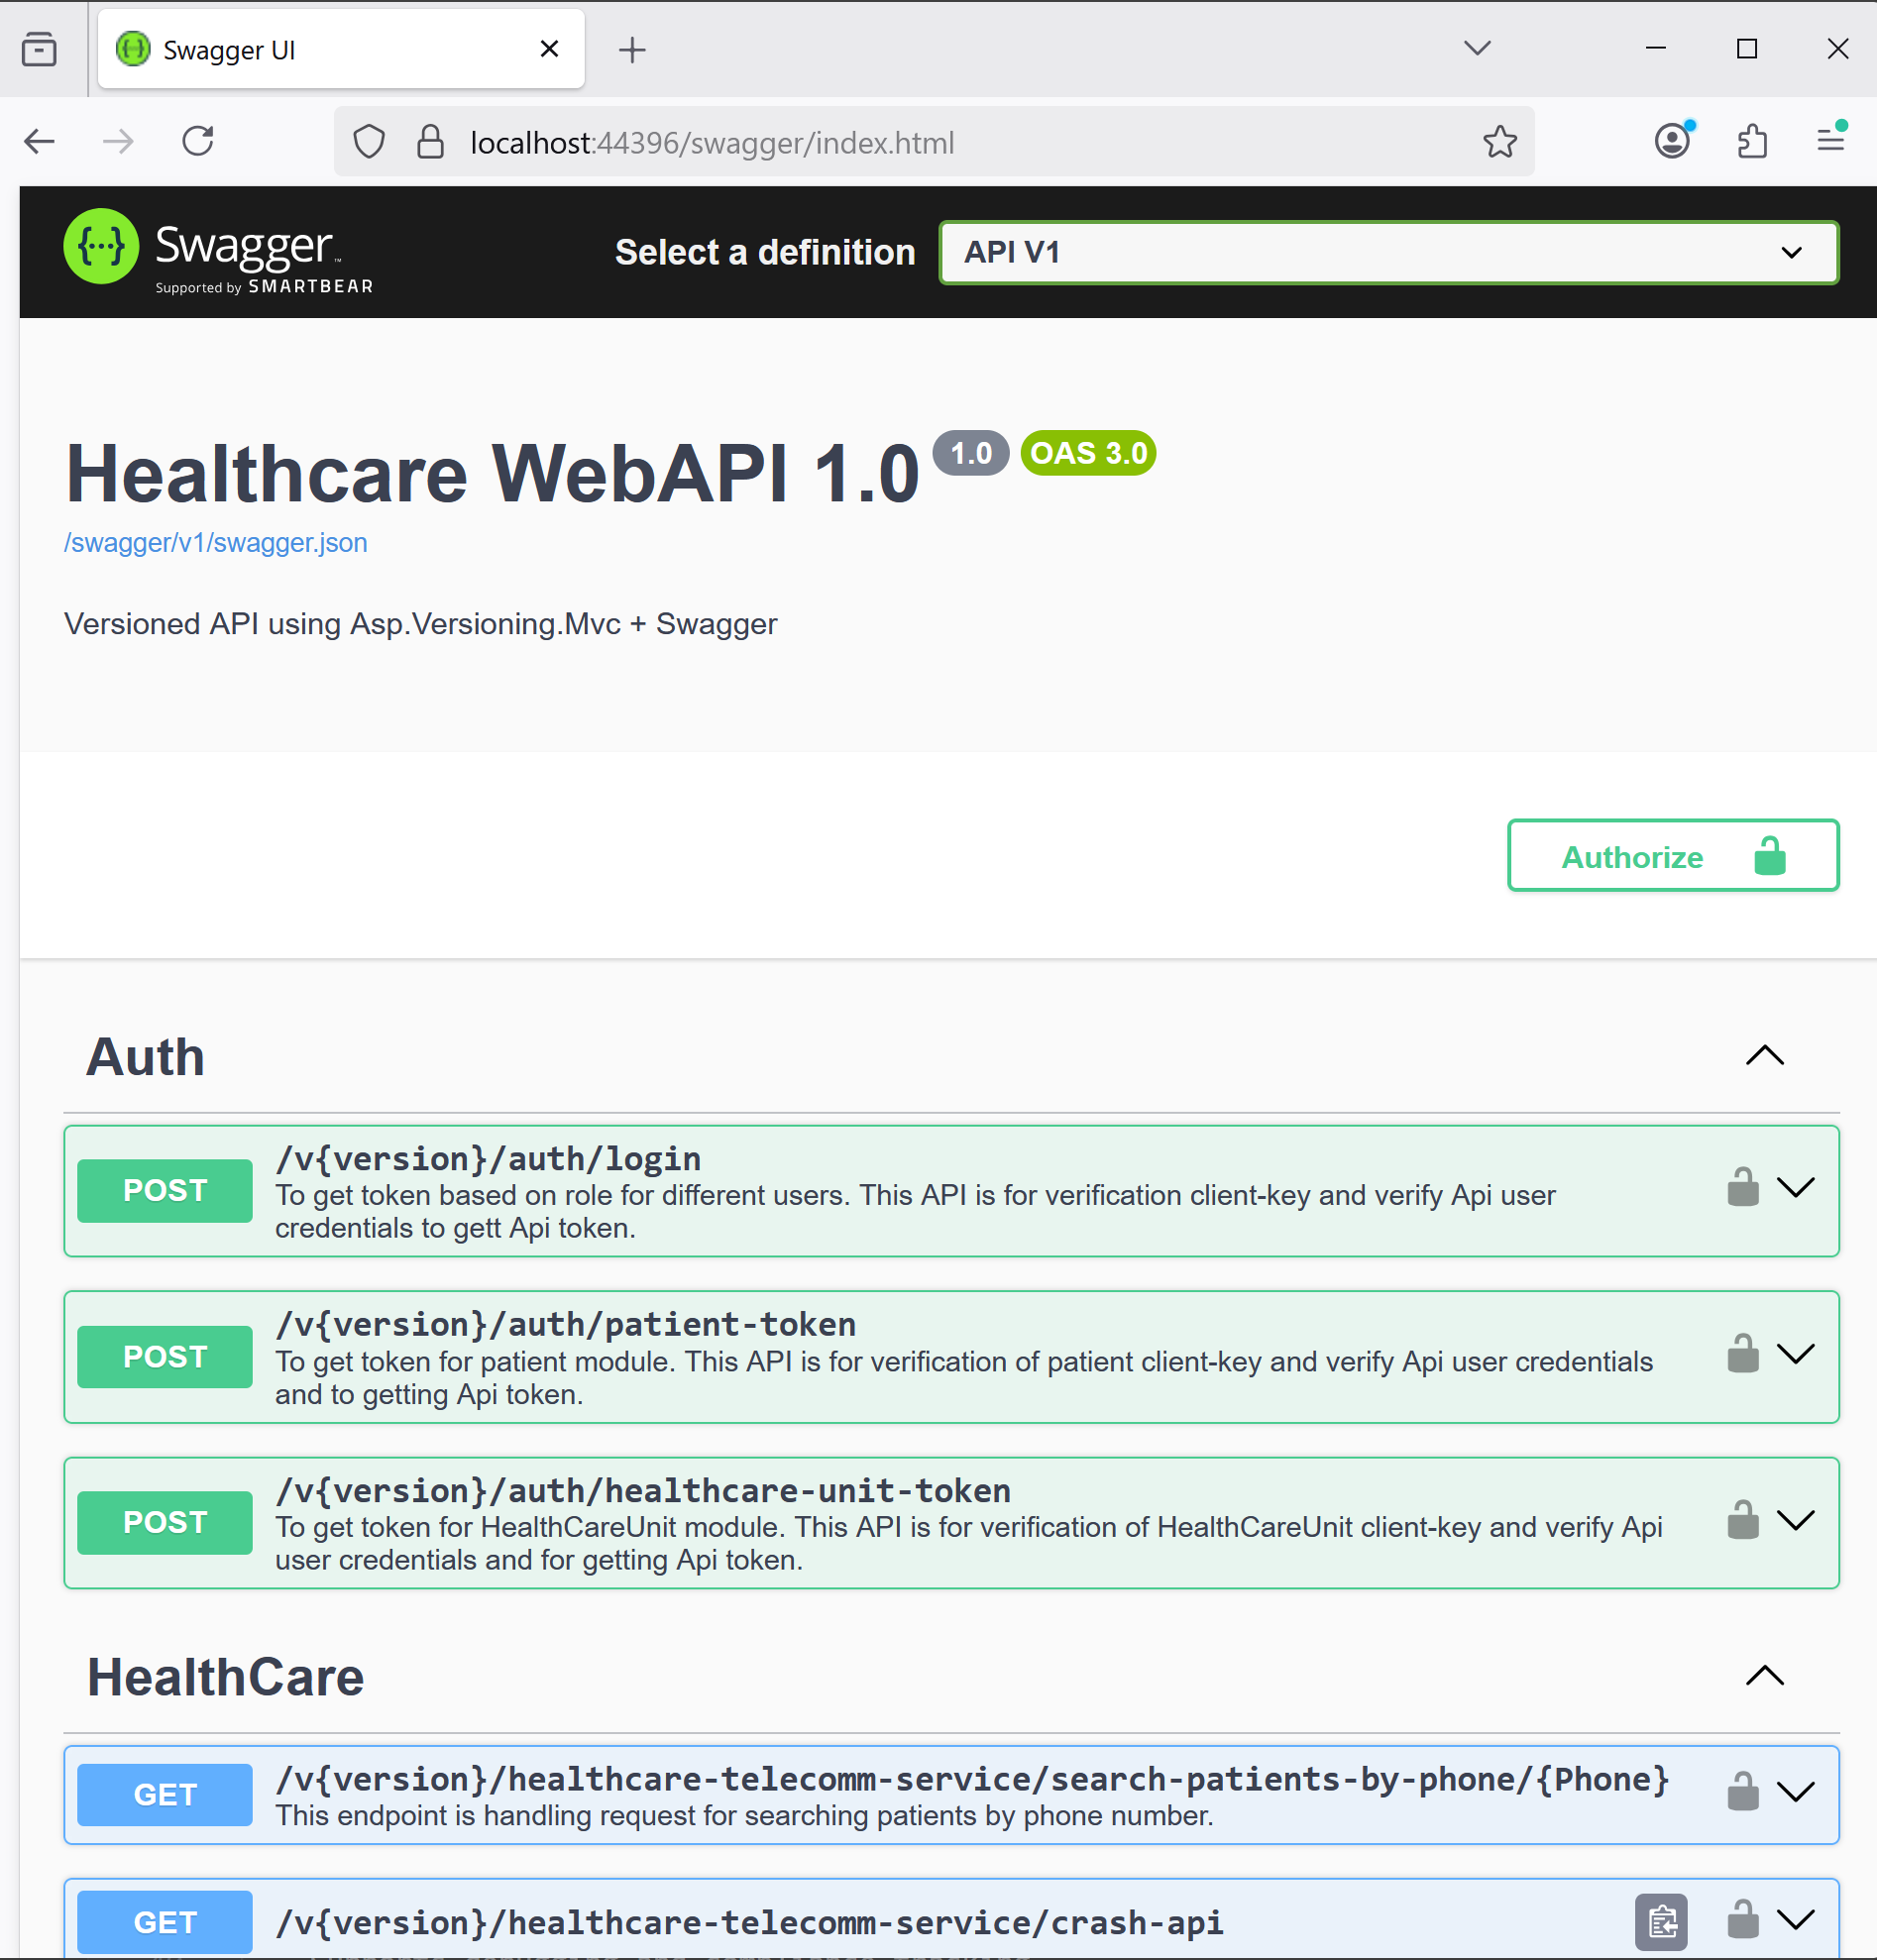 Swagger UI
localhost:44396/swagger/index.html
Swagger™
Supported by SMARTBEAR
Select a definition
API V1
Healthcare WebAPI 1.0
1.0
OAS 3.0
/swagger/v1/swagger.json
Versioned API using Asp.Versioning.Mvc + Swagger
Authorize
Auth
POST
/v{version}/auth/login
To get token based on role for different users. This API is for verification client-key and verify Api user
credentials to gett Api token.
POST
/v{version}/auth/patient-token
To get token for patient module. This API is for verification of patient client-key and verify Api user credentials
and to getting Api token.
POST
/v{version}/auth/healthcare-unit-token
To get token for HealthCareUnit module. This API is for verification of HealthCareUnit client-key and verify Api
user credentials and for getting Api token.
HealthCare
GET
/v{version}/healthcare-telecomm-service/search-patients-by-phone/{Phone}
This endpoint is handling request for searching patients by phone number.
GET
/v{version}/healthcare-telecomm-service/crash-api